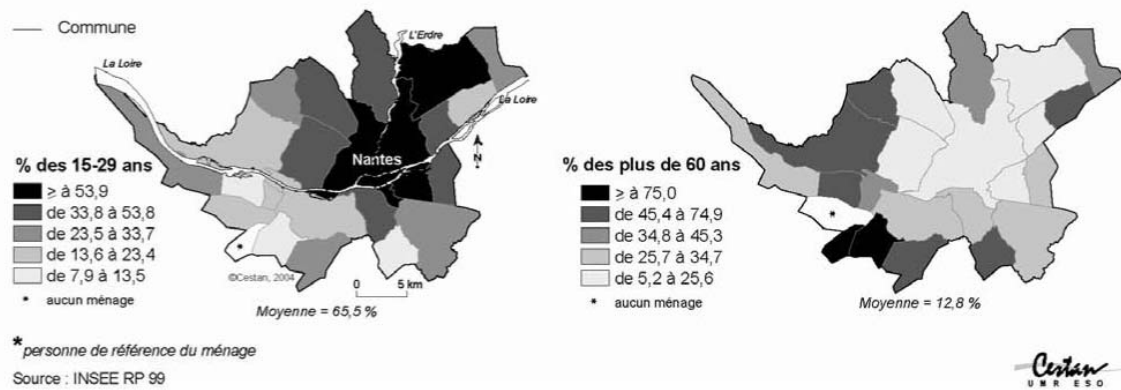 Commune
L'Erdre
La Loire
La Loire
N
Nantes
% des 15-29 ans
≥ à 53,9
de 33,8 à 53,8
de 23,5 à 33,7
de 13,6 à 23,4
de 7,9 à 13,5
* aucun ménage
*
©Cestan, 2004
0 5 km
Moyenne = 65,5 %
% des plus de 60 ans
≥ à 75,0
de 45,4 à 74,9
de 34,8 à 45,3
de 25,7 à 34,7
de 5,2 à 25,6
* aucun ménage
*
Moyenne = 12,8 %
*personne de référence du ménage
Source : INSEE RP 99
Cestan
UMR ESO